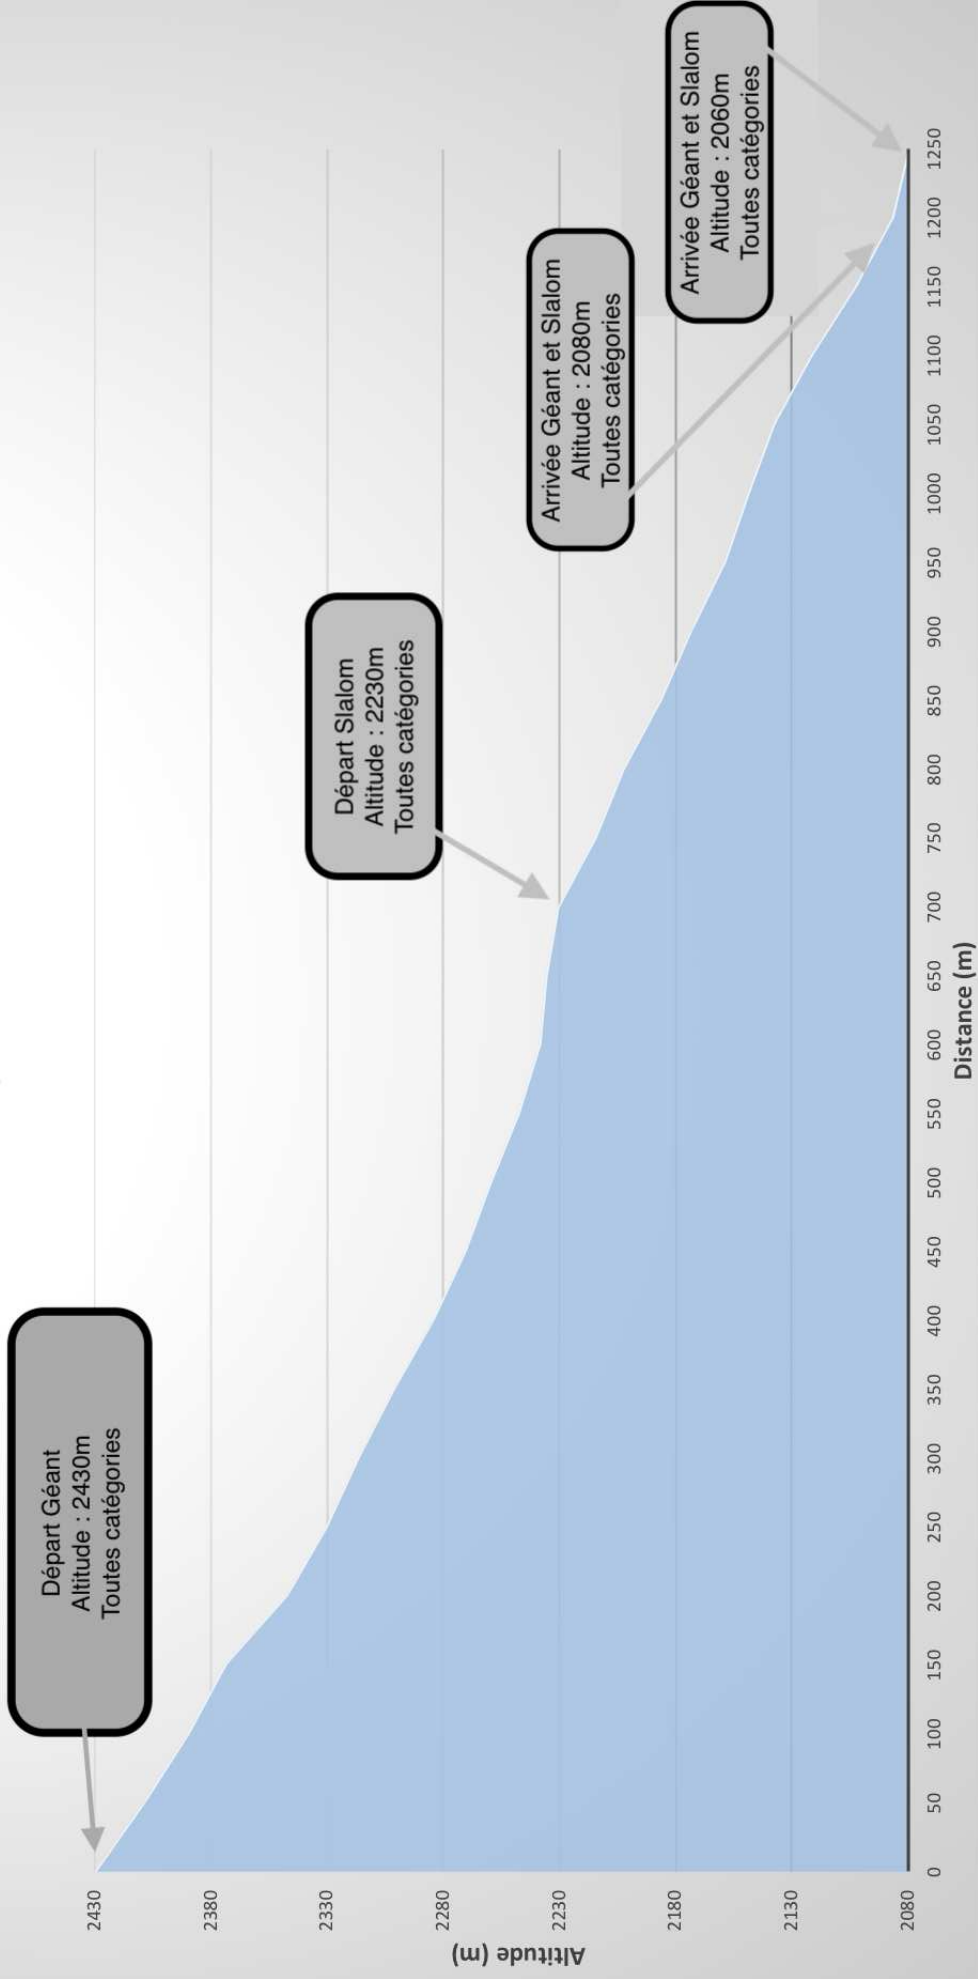 Départ Géant
Altitude : 2430m
Toutes catégories
Départ Slalom
Altitude : 2230m
Toutes catégories
Arrivée Géant et Slalom
Altitude : 2080m
Toutes catégories
Arrivée Géant et Slalom
Altitude : 2060m
Toutes catégories
Altitude (m)
2430
2380
2330
2280
2230
2180
2130
2080
0 50 100 150 200 250 300 350 400 450 500 550 600 650 700 750 800 850 900 950 1000 1050 1100 1150 1200 1250
Distance (m)